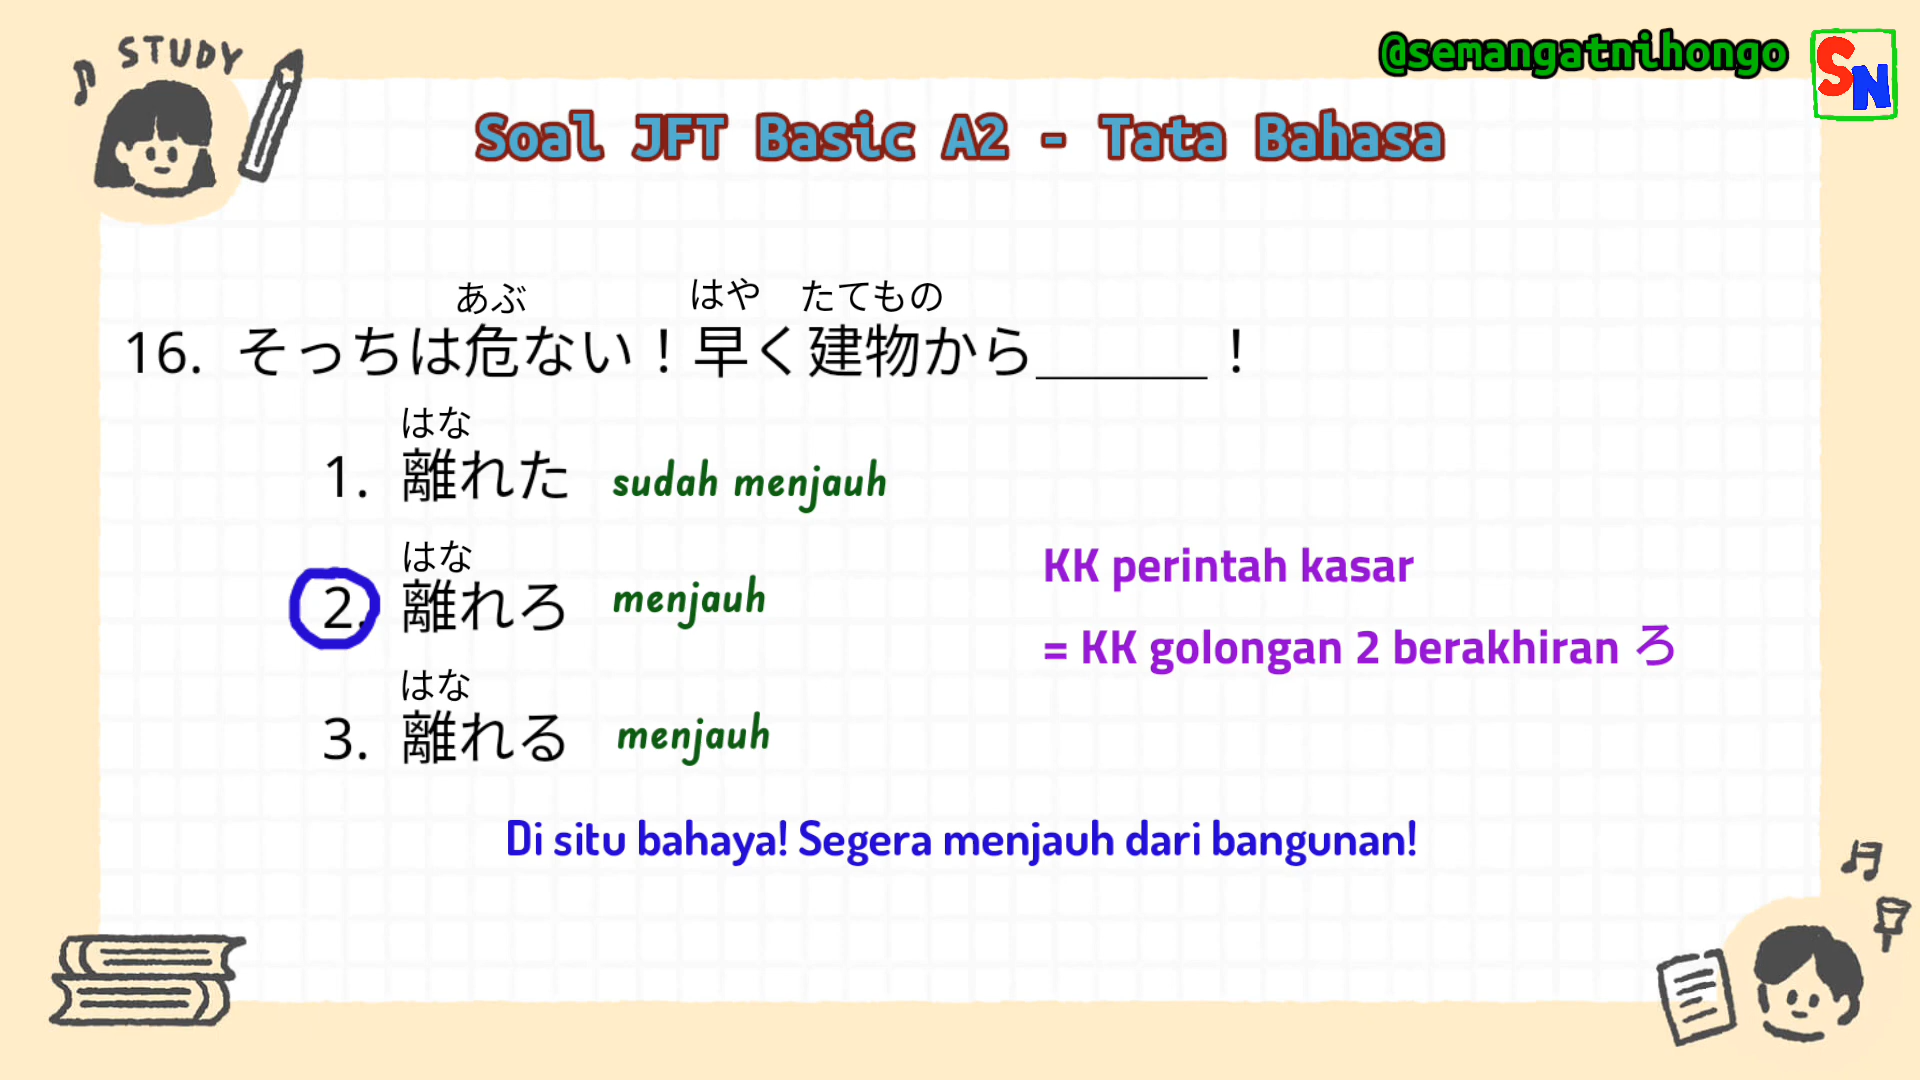 STUDY
@semangatnihongo
SN
Soal JFT Basic A2 - Tata Bahasa
あぶ はや たてもの
16. そっちは危ない！早く建物から______！
はな
1. 離れた sudah menjauh
はな
2. 離れろ menjauh
KK perintah kasar
= KK golongan 2 berakhiran ろ
はな
3. 離れる menjauh
Di situ bahaya! Segera menjauh dari bangunan!